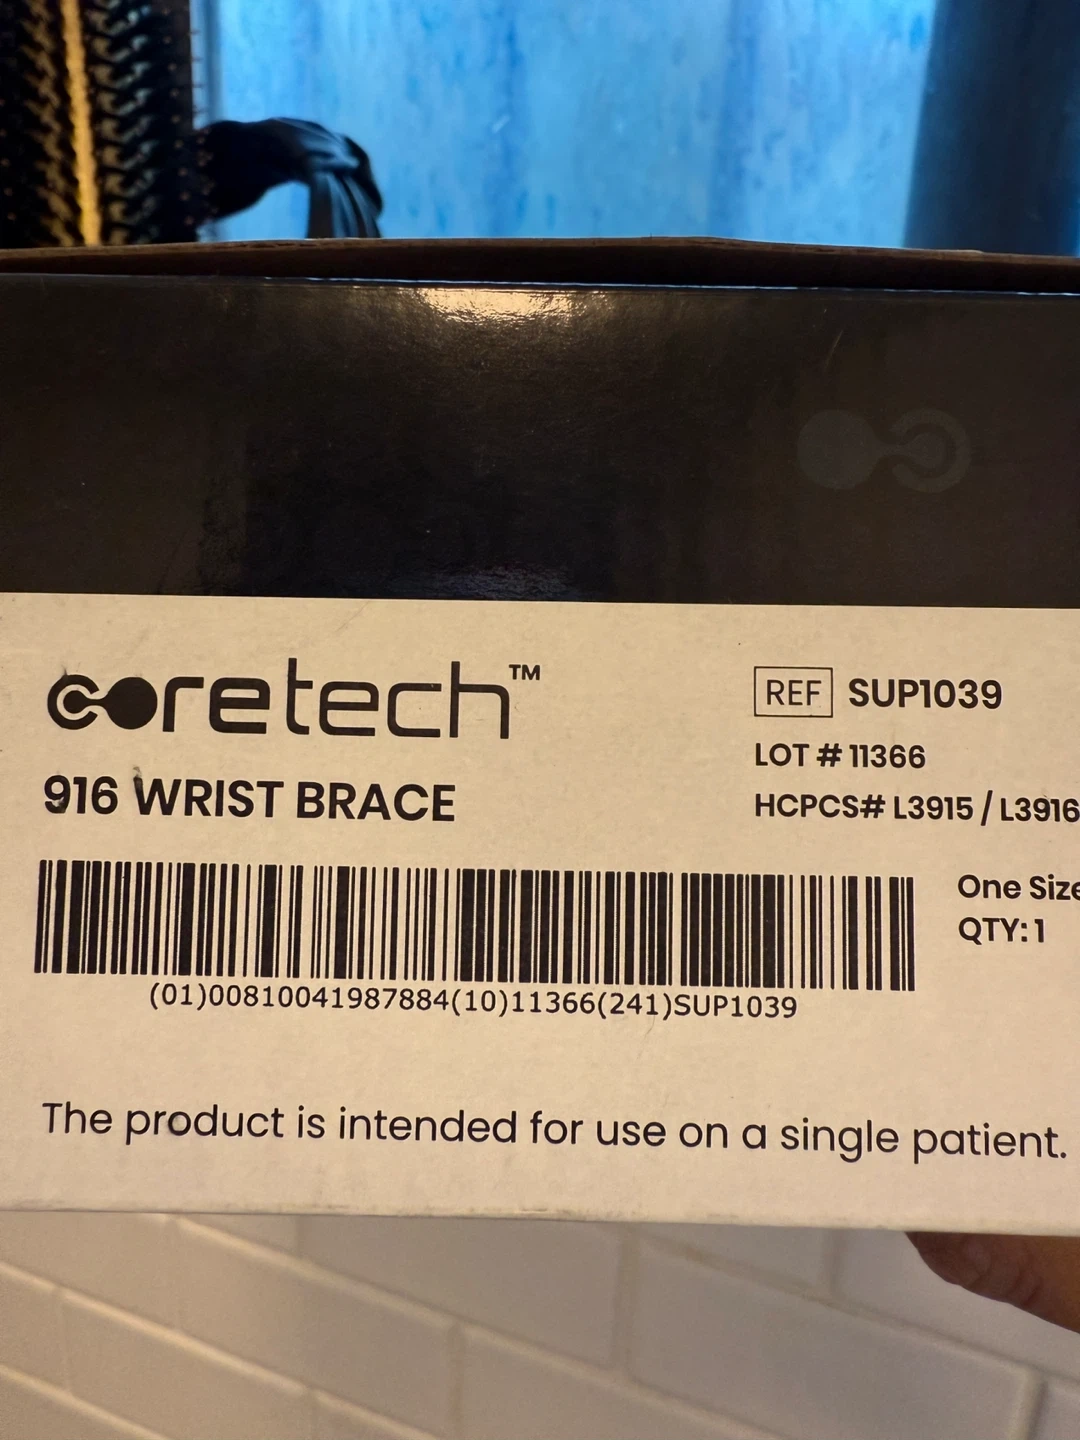 coretech™
916 WRIST BRACE
REF SUP1039
LOT # 11366
HCPCS# L3915 / L3916
(01)00810041987884(10)11366(241)SUP1039
One Size
QTY: 1
The product is intended for use on a single patient.